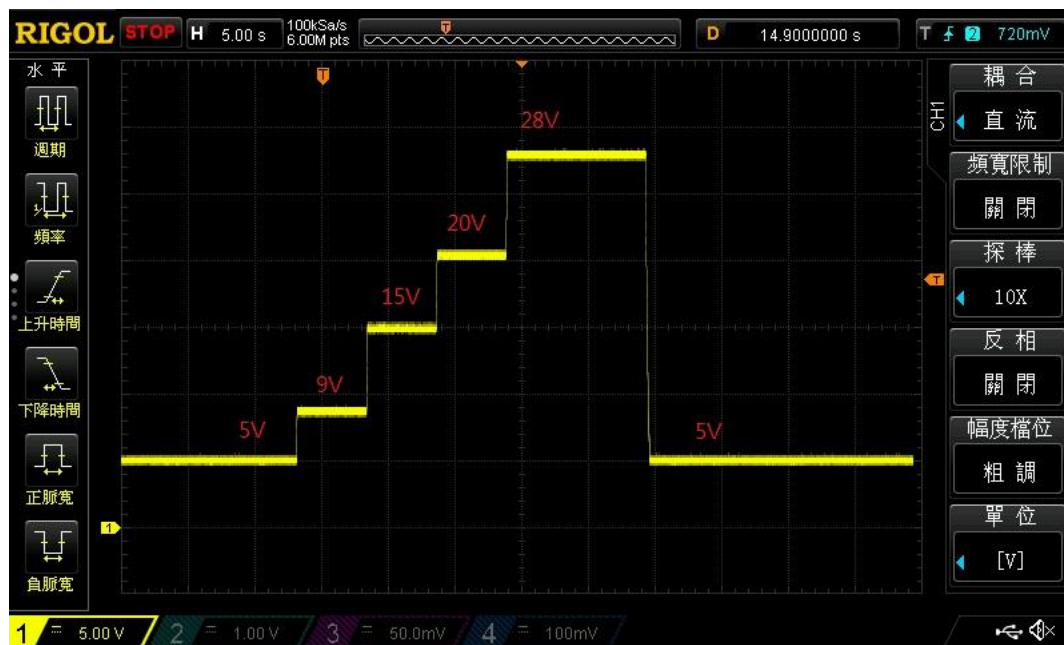 RIGOL STOP H 5.00 s 100kSa/s 6.00M pts T D 14.9000000 s T 2 720mV
水平
週期
頻率
上升時間
下降時間
正脈寬
負脈寬
T
28V
20V
15V
9V
5V
5V
T
1
CH1
耦合
直流
頻寬限制
關閉
探棒
10X
反相
關閉
幅度檔位
粗調
單位
[V]
1 = 5.00 V 2 = 1.00 V 3 = 50.0mV 4 = 100mV